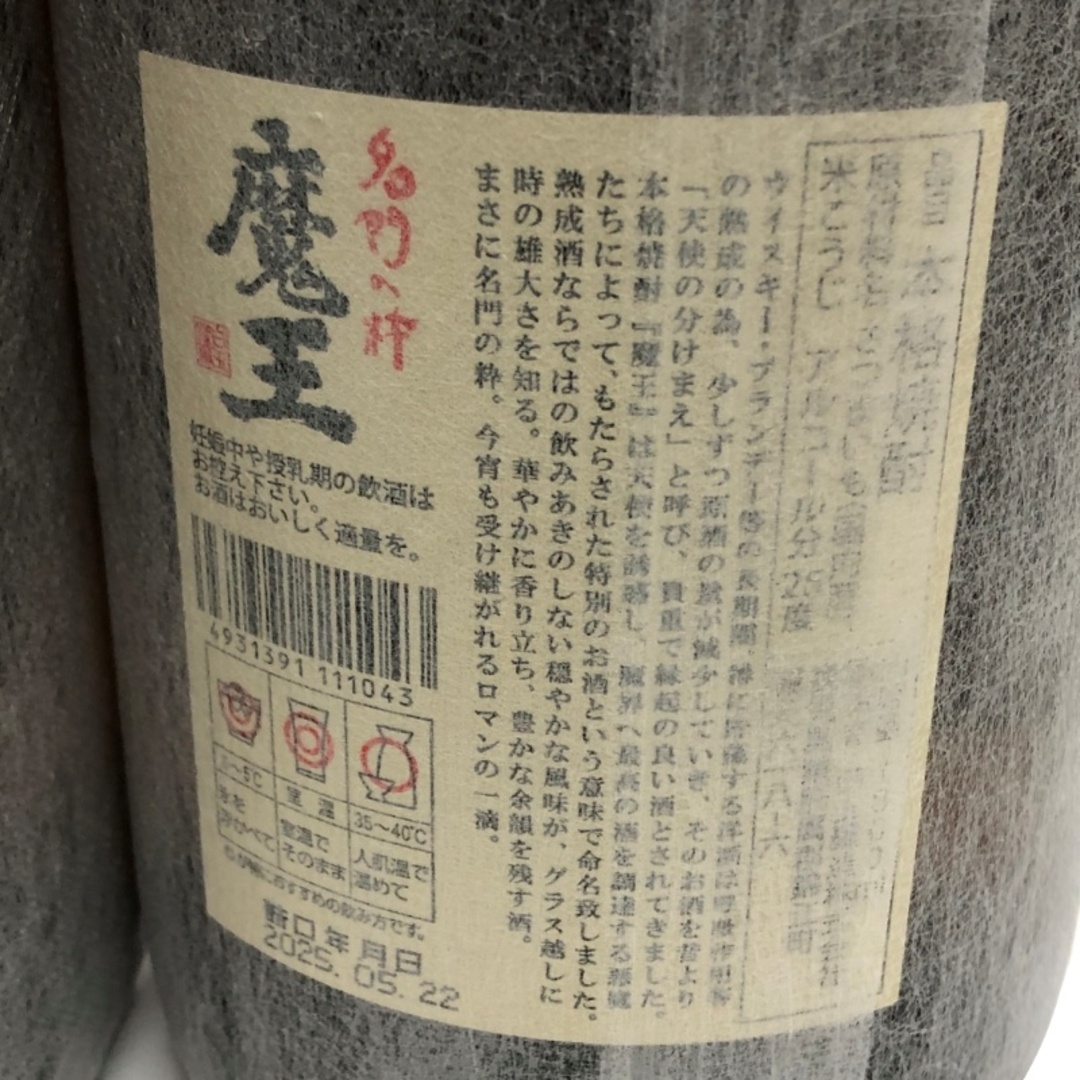 品目 本格焼酎
原材料名 さつまいも(国内産)
米こうじ アルコール分 25度
ウイスキー・ブランデー等の長期間、樽に貯蔵する洋酒は
の熟成の為、少しずつ原酒の量が減少していき、そのお酒を昔より
「天使の分けまえ」と呼び、貴重で縁起の良い酒とされてきました。
本格焼酎『魔王』は天使を誘惑し、魔界へ最高の酒を調達する悪魔
たちによって、もたらされた特別のお酒という意味で命名致しました。
熟成酒ならではの飲みあきのしない穏やかな風味が、グラス越しに
時の雄大さを知る。華やかに香り立ち、豊かな余韻を残す酒。
まさに名門の粋。今宵も受け継がれるロマンの一滴。
名門の粋
魔王
妊娠中や授乳期の飲酒は
お控え下さい。
お酒はおいしく適量を。
4931391 111043
室温
35〜40℃
氷を
浮かべて
室温で
そのまま
人肌温で
温めて
おすすめの飲み方です。
詰口年月日
2025.05.22